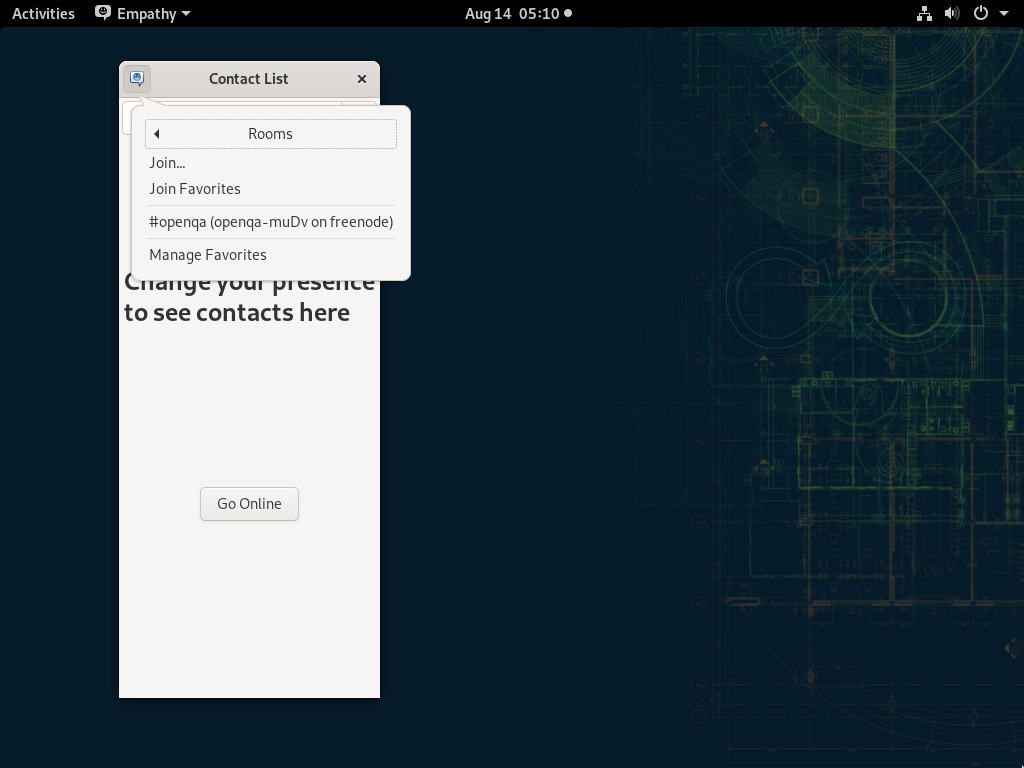 Activities
Empathy
Aug 14 05:10
Contact List
Rooms
Join...
Join Favorites
#openqa (openqa-muDv on freenode)
Manage Favorites
Change your presence
to see contacts here
Go Online